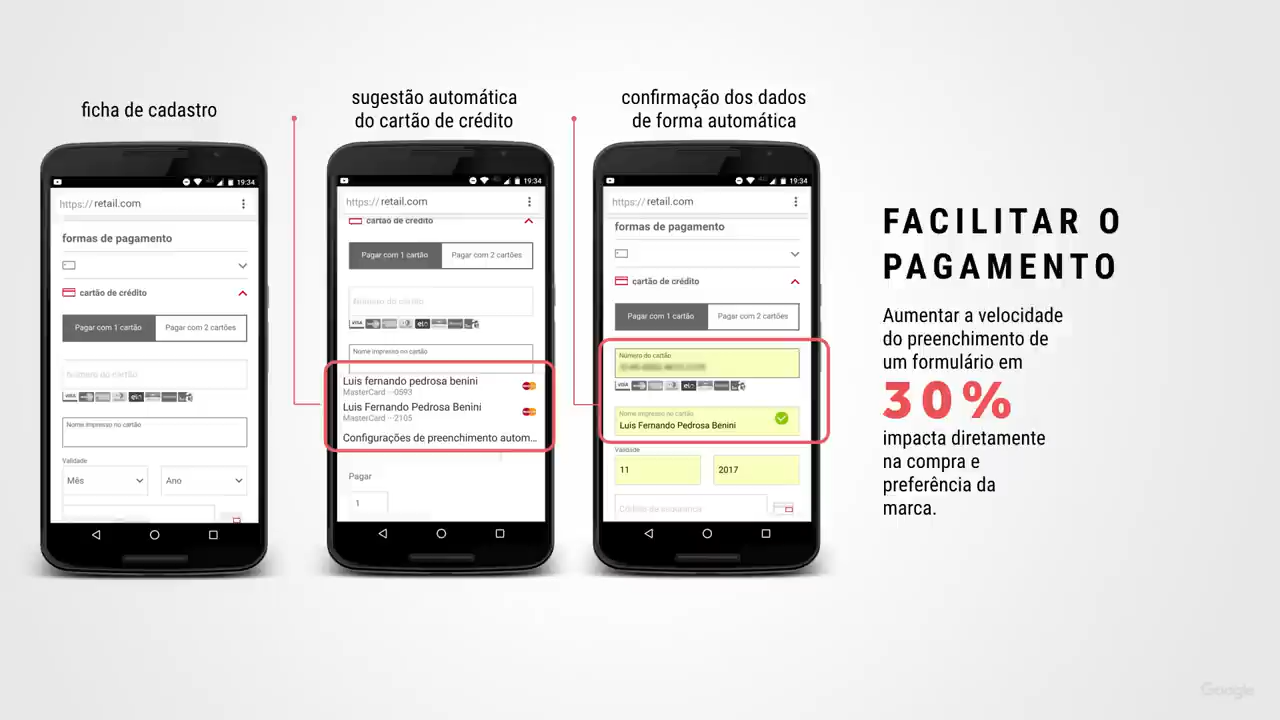 ficha de cadastro
19:34
https://retail.com
formas de pagamento
cartão de crédito
Pagar com 1 cartão
Pagar com 2 cartões
Número do cartão
Nome impresso no cartão
Validade
Mês
Ano
sugestão automática
do cartão de crédito
19:34
https://retail.com
cartão de crédito
Pagar com 1 cartão
Pagar com 2 cartões
Número do cartão
Nome impresso no cartão
Luis fernando pedrosa benini
MasterCard ···0593
Luis Fernando Pedrosa Benini
MasterCard ···2105
Configurações de preenchimento autom...
Pagar
1
confirmação dos dados
de forma automática
19:34
https://retail.com
formas de pagamento
cartão de crédito
Pagar com 1 cartão
Pagar com 2 cartões
Número do cartão
Nome impresso no cartão
Luis Fernando Pedrosa Benini
Validade
11
2017
Código de segurança
FACILITAR O
PAGAMENTO
Aumentar a velocidade
do preenchimento de
um formulário em
30%
impacta diretamente
na compra e
preferência da
marca.
Google